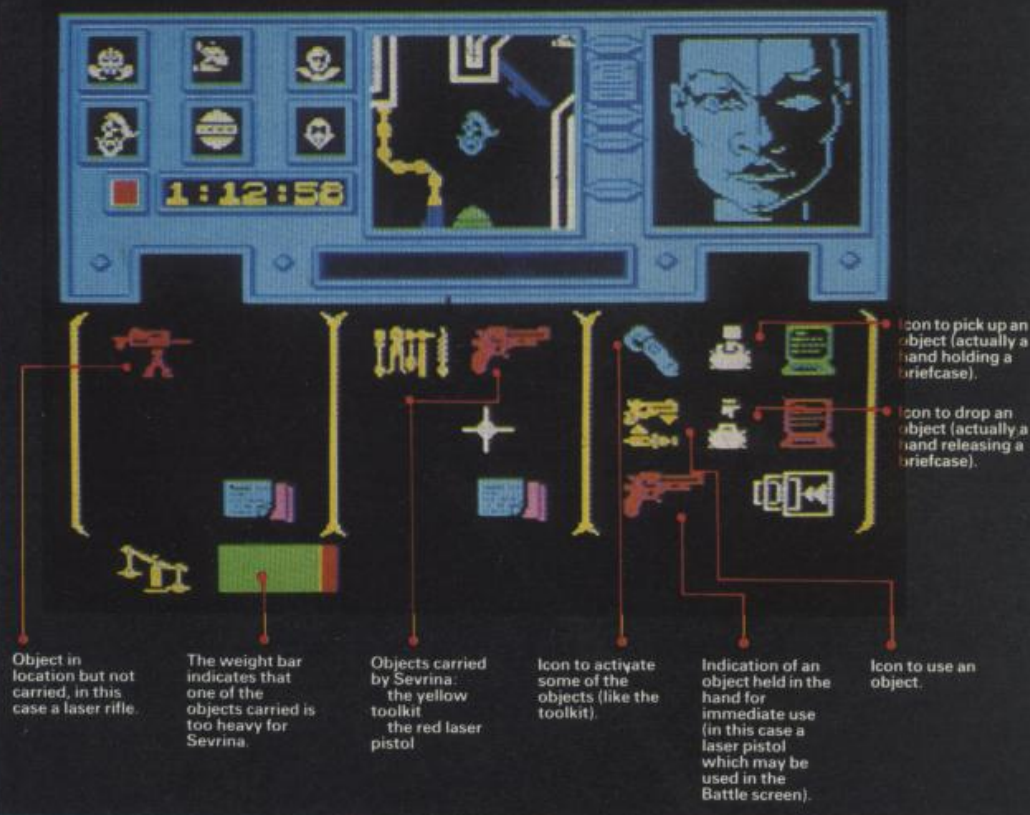 1:12:58
Icon to pick up an
object (actually a
hand holding a
briefcase).
Icon to drop an
object (actually a
hand releasing a
briefcase).
Object in
location but not
carried, in this
case a laser rifle.
The weight bar
indicates that
one of the
objects carried is
too heavy for
Sevrina.
Objects carried
by Sevrina:
the yellow
toolkit
the red laser
pistol
Icon to activate
some of the
objects (like the
toolkit).
Indication of an
object held in the
hand for
immediate use
(in this case a
laser pistol
which may be
used in the
Battle screen).
Icon to use an
object.